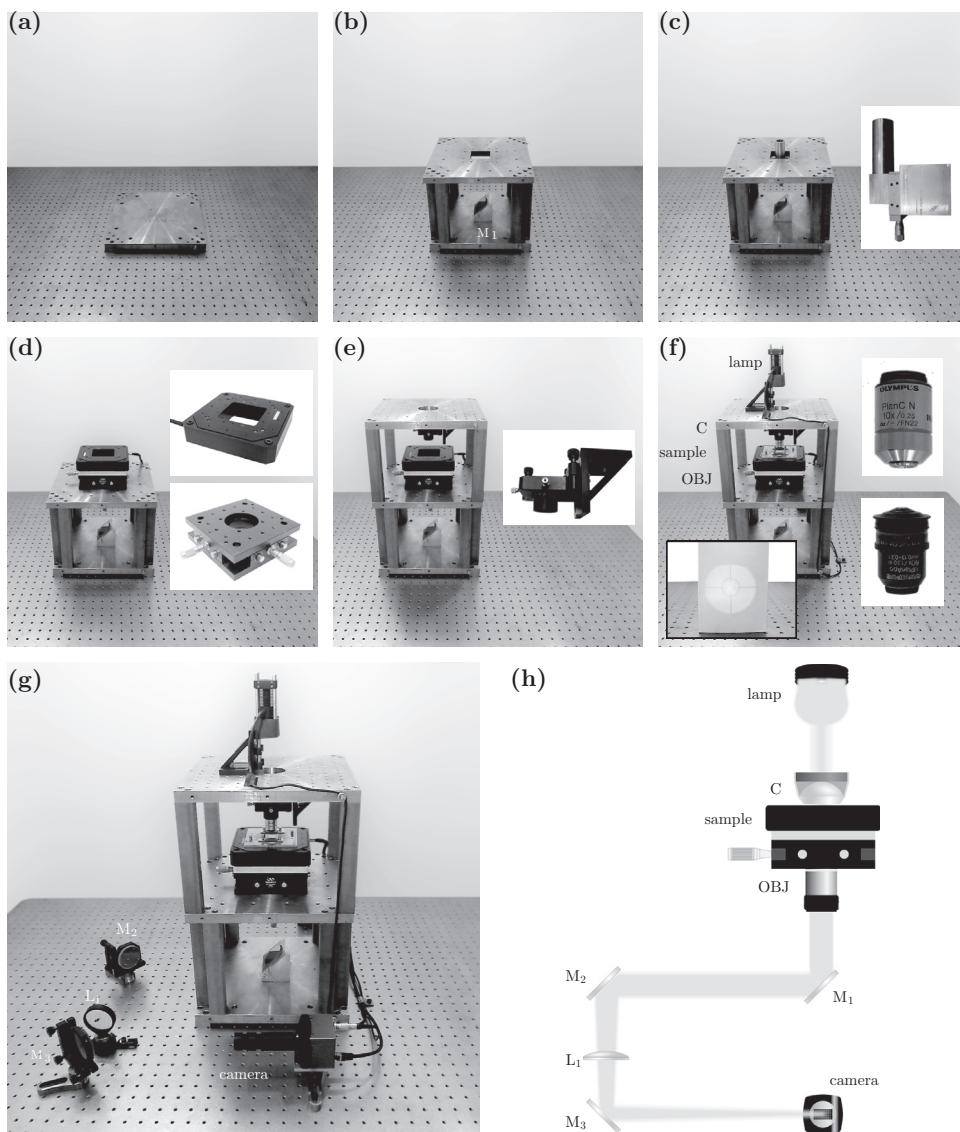 (a)
(b)
M1
(c)
(d)
(e)
(f)
lamp
C
sample
OBJ
OLYMPUS
PlanC N
10x/0.25
∞/-/FN22
(g)
M2
L1
M3
camera
(h)
lamp
C
sample
OBJ
M2
M1
L1
camera
M3